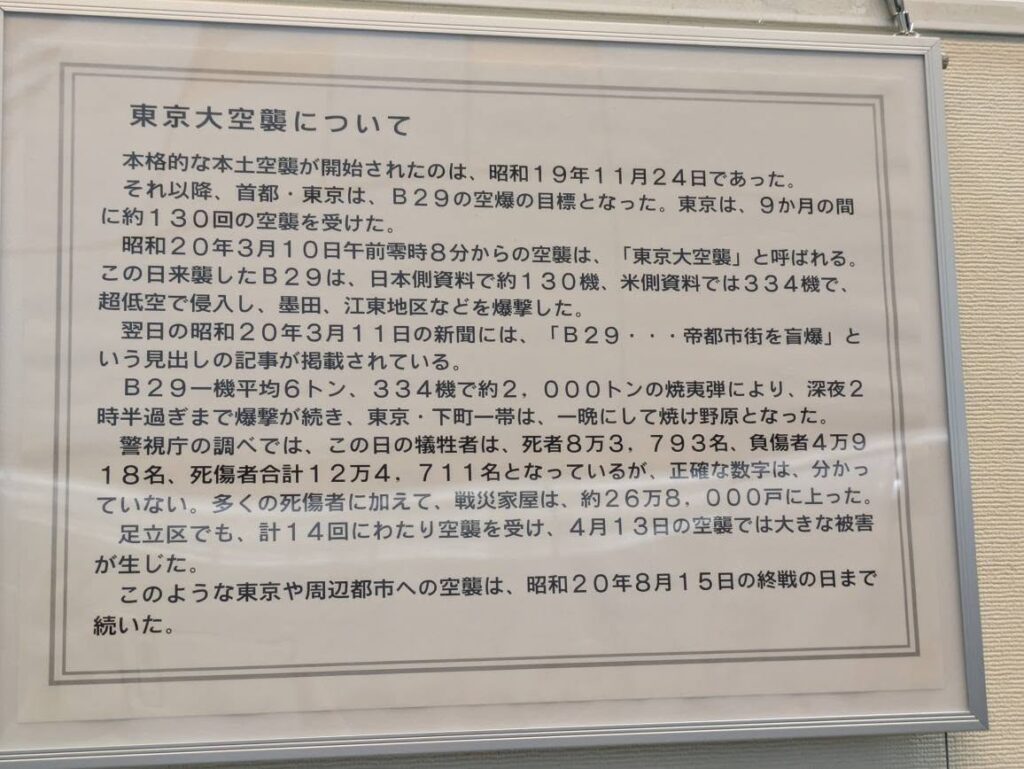 東京大空襲について
本格的な本土空襲が開始されたのは、昭和１９年１１月２４日であった。
それ以降、首都・東京は、Ｂ２９の空爆の目標となった。東京は、９か月の間
に約１３０回の空襲を受けた。
昭和２０年３月１０日午前零時８分からの空襲は、「東京大空襲」と呼ばれる。
この日来襲したＢ２９は、日本側資料で約１３０機、米側資料では３３４機で、
超低空で侵入し、墨田、江東地区などを爆撃した。
翌日の昭和２０年３月１１日の新聞には、「Ｂ２９・・・帝都市街を盲爆」と
いう見出しの記事が掲載されている。
Ｂ２９一機平均６トン、３３４機で約２，０００トンの焼夷弾により、深夜２
時半過ぎまで爆撃が続き、東京・下町一帯は、一晩にして焼け野原となった。
警視庁の調べでは、この日の犠牲者は、死者８万３，７９３名、負傷者４万９
１８名、死傷者合計１２万４，７１１名となっているが、正確な数字は、分かっ
ていない。多くの死傷者に加えて、戦災家屋は、約２６万８，０００戸に上った。
足立区でも、計１４回にわたり空襲を受け、４月１３日の空襲では大きな被害
が生じた。
このような東京や周辺都市への空襲は、昭和２０年８月１５日の終戦の日まで
続いた。